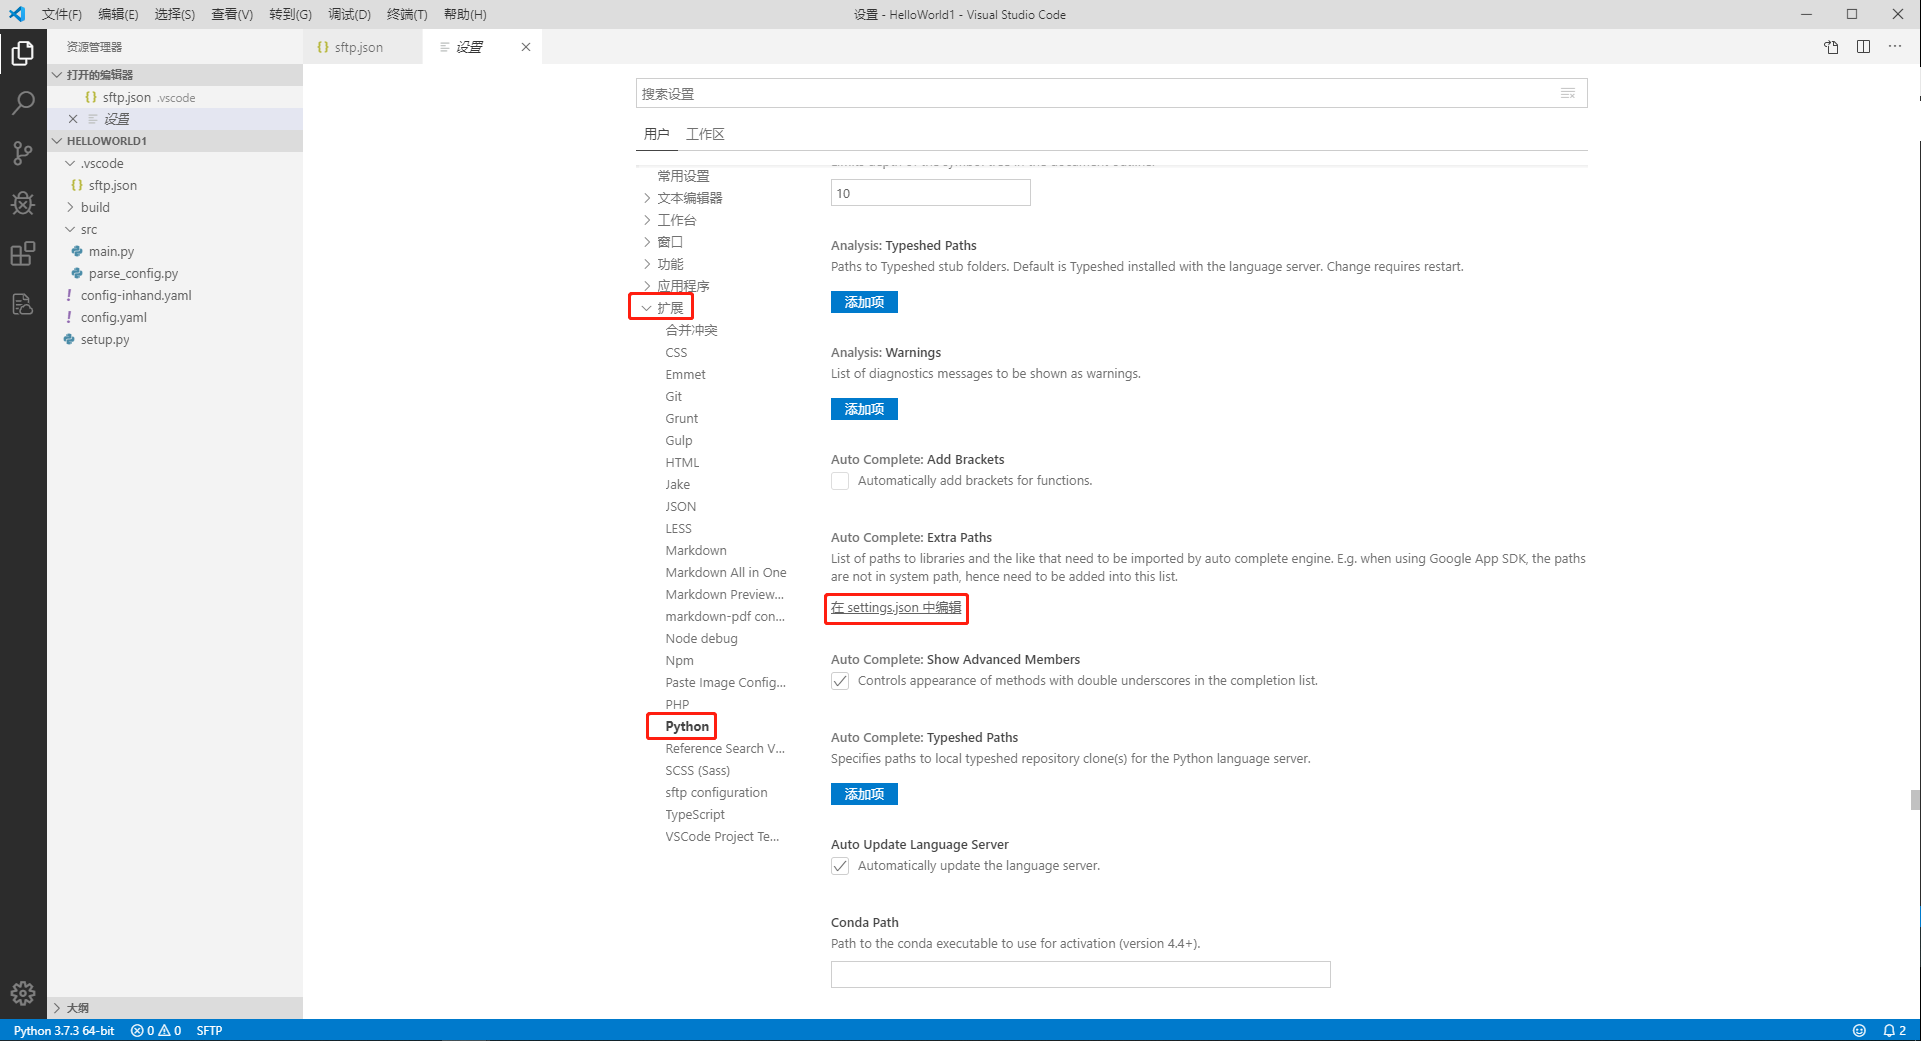 文件(F) 编辑(E) 选择(S) 查看(V) 转到(G) 调试(D) 终端(T) 帮助(H)
设置 - HelloWorld1 - Visual Studio Code
资源管理器
打开的编辑器
{} sftp.json .vscode
设置
HELLOWORLD1
.vscode
{} sftp.json
build
src
main.py
parse_config.py
! config-inhand.yaml
! config.yaml
setup.py
大纲
{} sftp.json
设置
搜索设置
用户 工作区
常用设置
文本编辑器
工作台
窗口
功能
应用程序
扩展
合并冲突
CSS
Emmet
Git
Grunt
Gulp
HTML
Jake
JSON
LESS
Markdown
Markdown All in One
Markdown Preview...
markdown-pdf con...
Node debug
Npm
Paste Image Config...
PHP
Python
Reference Search V...
SCSS (Sass)
sftp configuration
TypeScript
VSCode Project Te...
Limits depth of the symbol tree in the document outline.
10
Analysis: Typeshed Paths
Paths to Typeshed stub folders. Default is Typeshed installed with the language server. Change requires restart.
添加项
Analysis: Warnings
List of diagnostics messages to be shown as warnings.
添加项
Auto Complete: Add Brackets
Automatically add brackets for functions.
Auto Complete: Extra Paths
List of paths to libraries and the like that need to be imported by auto complete engine. E.g. when using Google App SDK, the paths
are not in system path, hence need to be added into this list.
在 settings.json 中编辑
Auto Complete: Show Advanced Members
Controls appearance of methods with double underscores in the completion list.
Auto Complete: Typeshed Paths
Specifies paths to local typeshed repository clone(s) for the Python language server.
添加项
Auto Update Language Server
Automatically update the language server.
Conda Path
Path to the conda executable to use for activation (version 4.4+).
Python 3.7.3 64-bit 0 0 SFTP
2